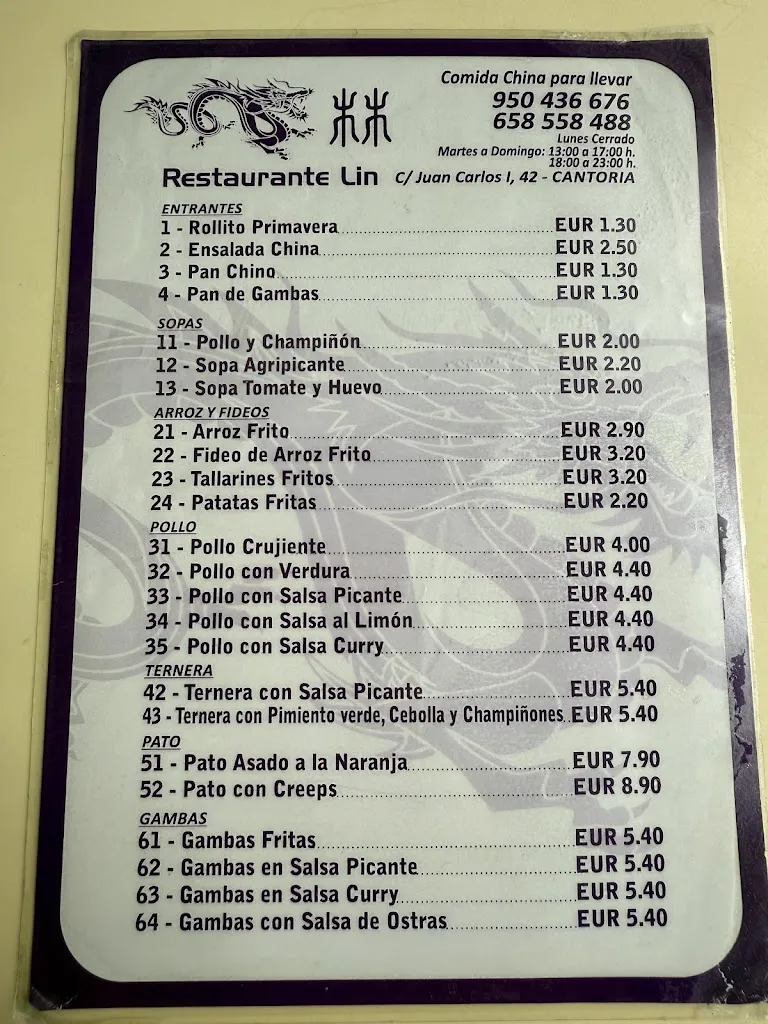 Comida China para llevar
950 436 676
658 558 488
Lunes Cerrado
Martes a Domingo: 13:00 a 17:00 h.
18:00 a 23:00 h.
林
Restaurante Lin C/ Juan Carlos I, 42 - CANTORIA
ENTRANTES
1 - Rollito Primavera EUR 1.30
2 - Ensalada China EUR 2.50
3 - Pan Chino EUR 1.30
4 - Pan de Gambas EUR 1.30
SOPAS
11 - Pollo y Champiñón EUR 2.00
12 - Sopa Agripicante EUR 2.20
13 - Sopa Tomate y Huevo EUR 2.00
ARROZ Y FIDEOS
21 - Arroz Frito EUR 2.90
22 - Fideo de Arroz Frito EUR 3.20
23 - Tallarines Fritos EUR 3.20
24 - Patatas Fritas EUR 2.20
POLLO
31 - Pollo Crujiente EUR 4.00
32 - Pollo con Verdura EUR 4.40
33 - Pollo con Salsa Picante EUR 4.40
34 - Pollo con Salsa al Limón EUR 4.40
35 - Pollo con Salsa Curry EUR 4.40
TERNERA
42 - Ternera con Salsa Picante EUR 5.40
43 - Ternera con Pimiento verde, Cebolla y Champiñones EUR 5.40
PATO
51 - Pato Asado a la Naranja EUR 7.90
52 - Pato con Creeps EUR 8.90
GAMBAS
61 - Gambas Fritas EUR 5.40
62 - Gambas en Salsa Picante EUR 5.40
63 - Gambas en Salsa Curry EUR 5.40
64 - Gambas con Salsa de Ostras EUR 5.40